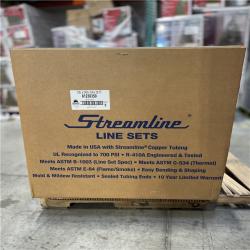 Streamline
LINE SETS
Made in USA with Streamline® Copper Tubing
UL Recognized to 700 PSI • R-410A Engineered & Tested
Meets ASTM B-1003 (Line Set Spec) • Meets ASTM C-534 (Thermal)
Meets ASTM E-84 (Flame/Smoke) • Easy Bending & Shaping
Mold & Mildew Resistant • Sealed Tubing Ends • 10 Year Limited Warranty